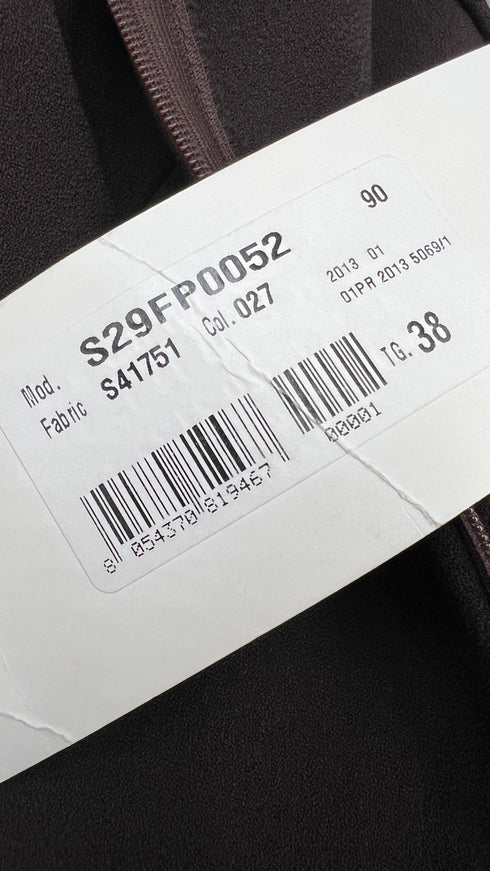 90
Mod. S29FP0052
2013 01
Fabric S41751 Col. 027
01PR 2013 5069/1
TG. 38
8 054370 819467
00001